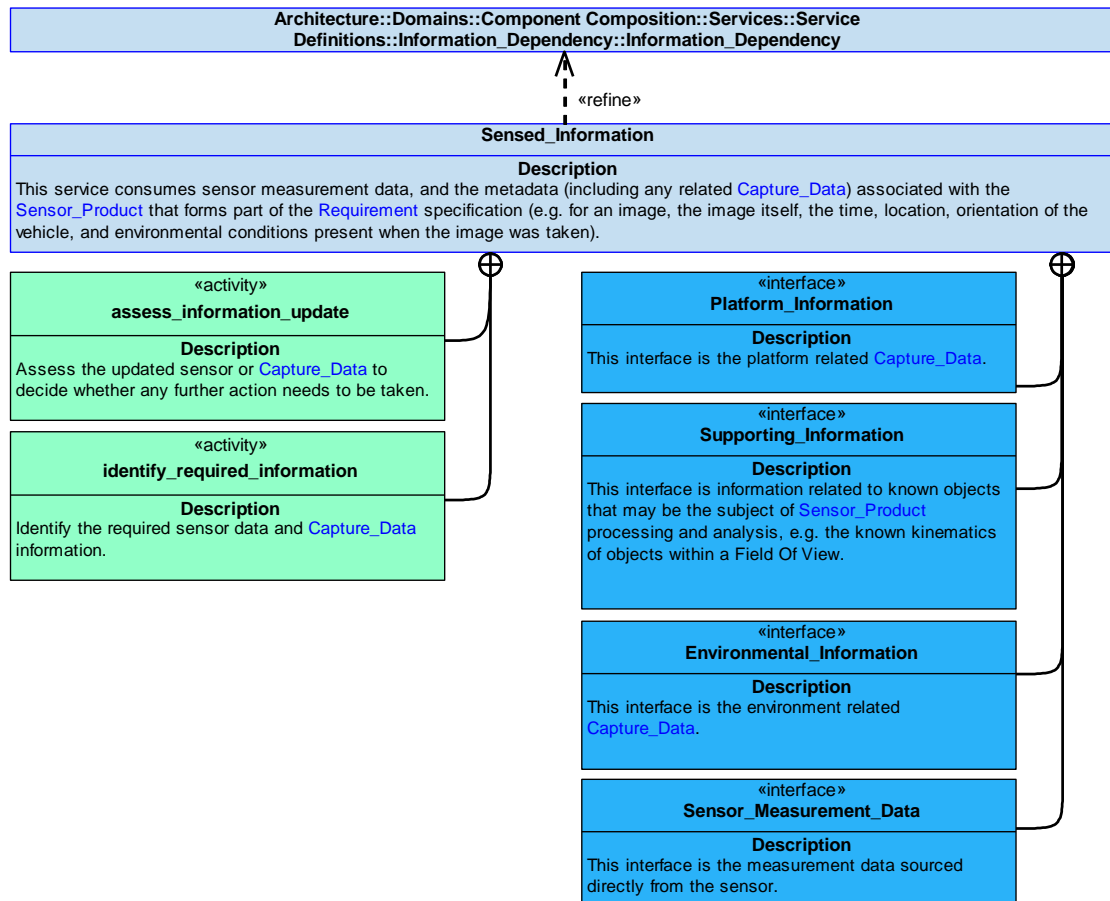 Architecture::Domains::Component Composition::Services::Service
Definitions::Information_Dependency::Information_Dependency
«refine»
Sensed_Information
Description
This service consumes sensor measurement data, and the metadata (including any related Capture_Data) associated with the
Sensor_Product that forms part of the Requirement specification (e.g. for an image, the image itself, the time, location, orientation of the
vehicle, and environmental conditions present when the image was taken).
«activity»
assess_information_update
Description
Assess the updated sensor or Capture_Data to
decide whether any further action needs to be taken.
«activity»
identify_required_information
Description
Identify the required sensor data and Capture_Data
information.
«interface»
Platform_Information
Description
This interface is the platform related Capture_Data.
«interface»
Supporting_Information
Description
This interface is information related to known objects
that may be the subject of Sensor_Product
processing and analysis, e.g. the known kinematics
of objects within a Field Of View.
«interface»
Environmental_Information
Description
This interface is the environment related
Capture_Data.
«interface»
Sensor_Measurement_Data
Description
This interface is the measurement data sourced
directly from the sensor.